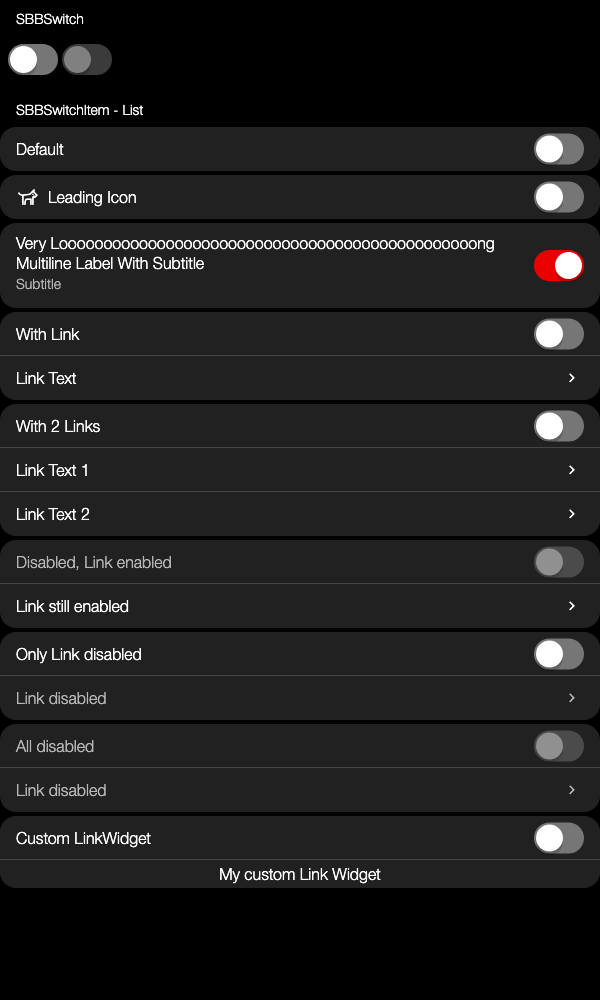 SBBSwitch
SBBSwitchItem - List
Default
Leading Icon
Very Looooooooooooooooooooooooooooooooooooooooooooooong
Multiline Label With Subtitle
Subtitle
With Link
Link Text
With 2 Links
Link Text 1
Link Text 2
Disabled, Link enabled
Link still enabled
Only Link disabled
Link disabled
All disabled
Link disabled
Custom LinkWidget
My custom Link Widget